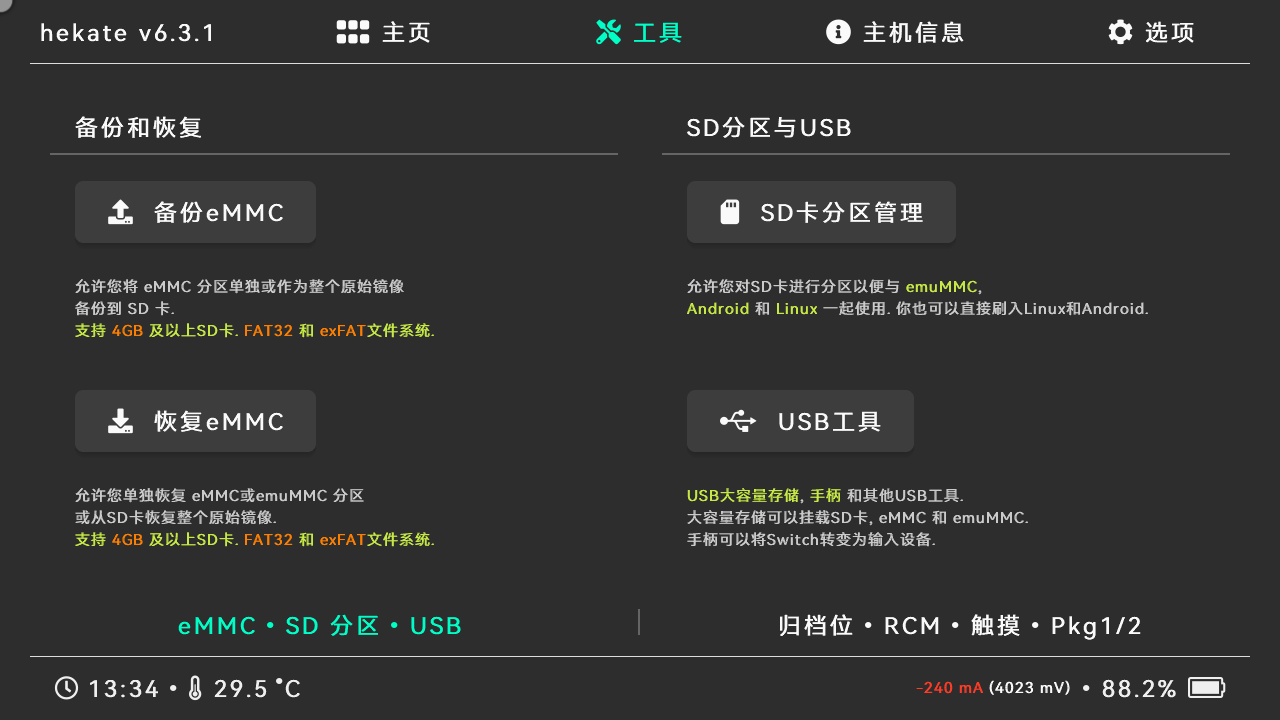 hekate v6.3.1
主页
工具
主机信息
选项
备份和恢复
备份eMMC
允许您将 eMMC 分区单独或作为整个原始镜像
备份到 SD 卡.
支持 4GB 及以上SD卡. FAT32 和 exFAT文件系统.
恢复eMMC
允许您单独恢复 eMMC或emuMMC 分区
或从SD卡恢复整个原始镜像.
支持 4GB 及以上SD卡. FAT32 和 exFAT文件系统.
SD分区与USB
SD卡分区管理
允许您对SD卡进行分区以便与 emuMMC,
Android 和 Linux 一起使用. 你也可以直接刷入Linux和Android.
USB工具
USB大容量存储, 手柄 和其他USB工具.
大容量存储可以挂载SD卡, eMMC 和 emuMMC.
手柄可以将Switch转变为输入设备.
eMMC • SD 分区 • USB
归档位 • RCM • 触摸 • Pkg1/2
13:34 • 29.5 °C
-240 mA (4023 mV) • 88.2%